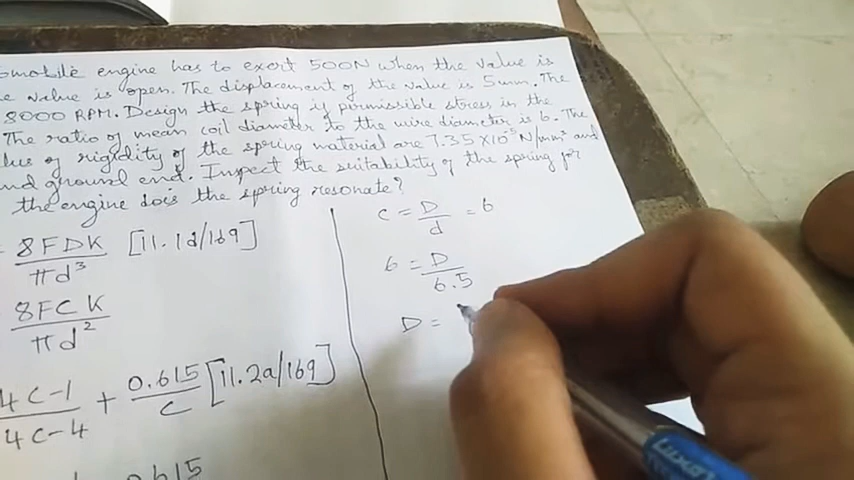 omobile engine has to exert 500N when the value is
e value is open. The displacement of the value is 5mm. The
8000 RPM. Design the spring if permissible stress in the
The ratio of mean coil diameter to the wire diameter is 6. The
lus of rigidity of the spring material are 7.35 X10⁻⁵ N/mm³ and
nd ground end. Inspect the suitability of the spring for
the engine does the spring resonate?
= 8FDK / πd³ [11.1d/169]
= 8FCK / πd²
4C-1 / 4C-4 + 0.615 / C [11.2a/169]
0.615
C = D/d = 6
6 = D/6.5
D =
Luxor